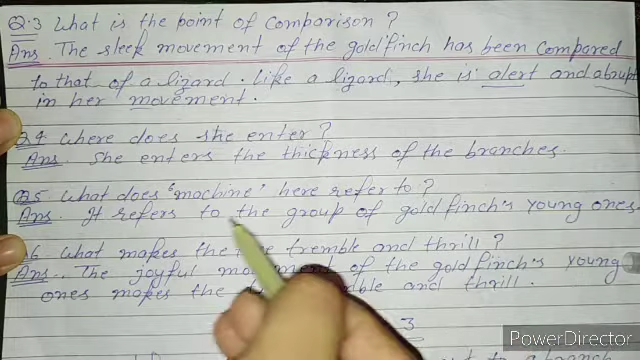 Q.3 What is the point of Comparison ?
Ans. The sleek movement of the goldfinch has been Compared
to that of a lizard. Like a lizard, she is alert and abrupt
in her movement.
Q4 Where does she enter ?
Ans. She enters the thickness of the branches.
Q5 What does "machine" here refer to ?
Ans. It refers to the group of goldfinch's young ones.
6 What makes the tremble and thrill ?
Ans. The joyful of the goldfinch's young
ones makes the and thrill.
3
to a branch
PowerDirector